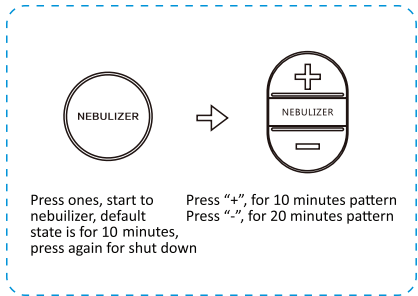 NEBULIZER
+
NEBULIZER
-
Press ones, start to
nebuilizer, default
state is for 10 minutes,
press again for shut down
Press “+”, for 10 minutes pattern
Press “-”, for 20 minutes pattern